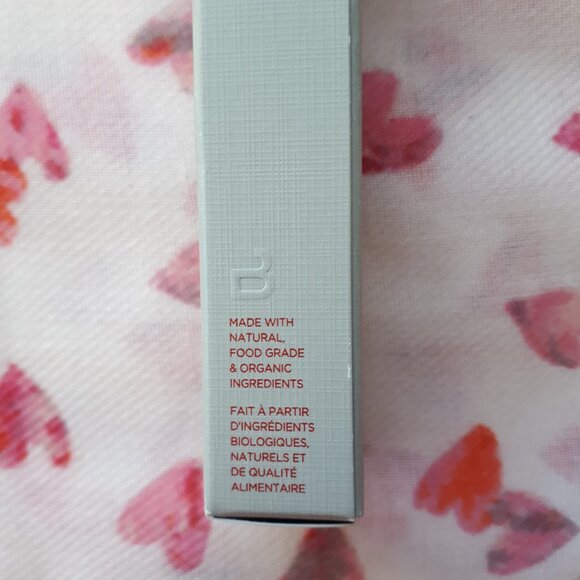 MADE WITH
NATURAL,
FOOD GRADE
& ORGANIC
INGREDIENTS
FAIT À PARTIR
D'INGRÉDIENTS
BIOLOGIQUES,
NATURELS ET
DE QUALITÉ
ALIMENTAIRE